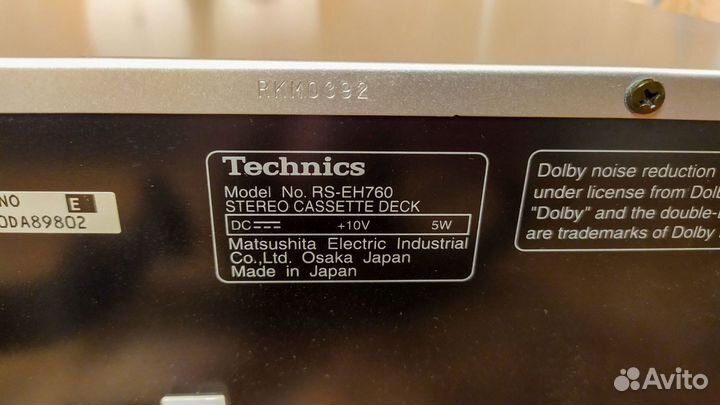 RKM0392
NO E
0DA89802
Technics
Model No. RS-EH760
STEREO CASSETTE DECK
DC +10V 5W
Matsushita Electric Industrial
Co.,Ltd. Osaka Japan
Made in Japan
Dolby noise reduction
under license from Dol
"Dolby" and the double-
are trademarks of Dolby
Avito